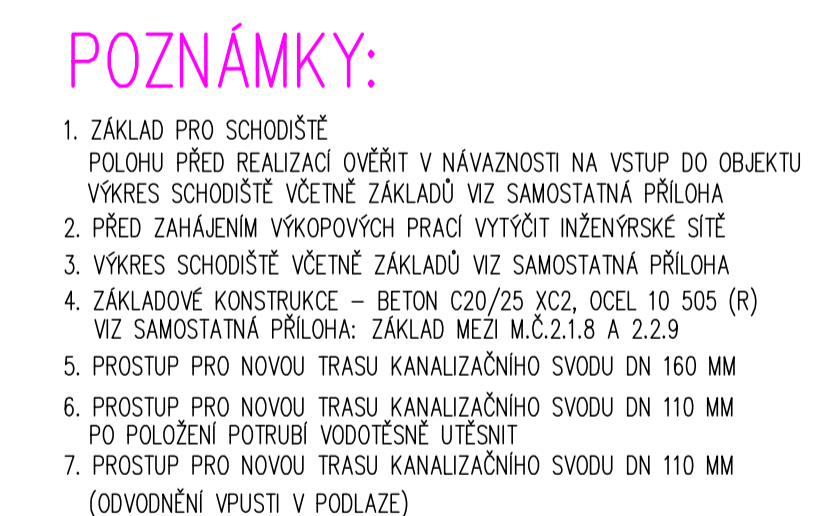 POZNÁMKY:
1. ZÁKLAD PRO SCHODIŠTĚ
POLOHU PŘED REALIZACÍ OVĚŘIT V NÁVAZNOSTI NA VSTUP DO OBJEKTU
VÝKRES SCHODIŠTĚ VČETNĚ ZÁKLADŮ VIZ SAMOSTATNÁ PŘÍLOHA
2. PŘED ZAHÁJENÍM VÝKOPOVÝCH PRACÍ VYTÝČIT INŽENÝRSKÉ SÍTĚ
3. VÝKRES SCHODIŠTĚ VČETNĚ ZÁKLADŮ VIZ SAMOSTATNÁ PŘÍLOHA
4. ZÁKLADOVÉ KONSTRUKCE – BETON C20/25 XC2, OCEL 10 505 (R)
VIZ SAMOSTATNÁ PŘÍLOHA: ZÁKLAD MEZI M.Č.2.1.8 A 2.2.9
5. PROSTUP PRO NOVOU TRASU KANALIZAČNÍHO SVODU DN 160 MM
6. PROSTUP PRO NOVOU TRASU KANALIZAČNÍHO SVODU DN 110 MM
PO POLOŽENÍ POTRUBÍ VODOTĚSNĚ UTĚSNIT
7. PROSTUP PRO NOVOU TRASU KANALIZAČNÍHO SVODU DN 110 MM
(ODVODNĚNÍ VPUSTI V PODLAZE)